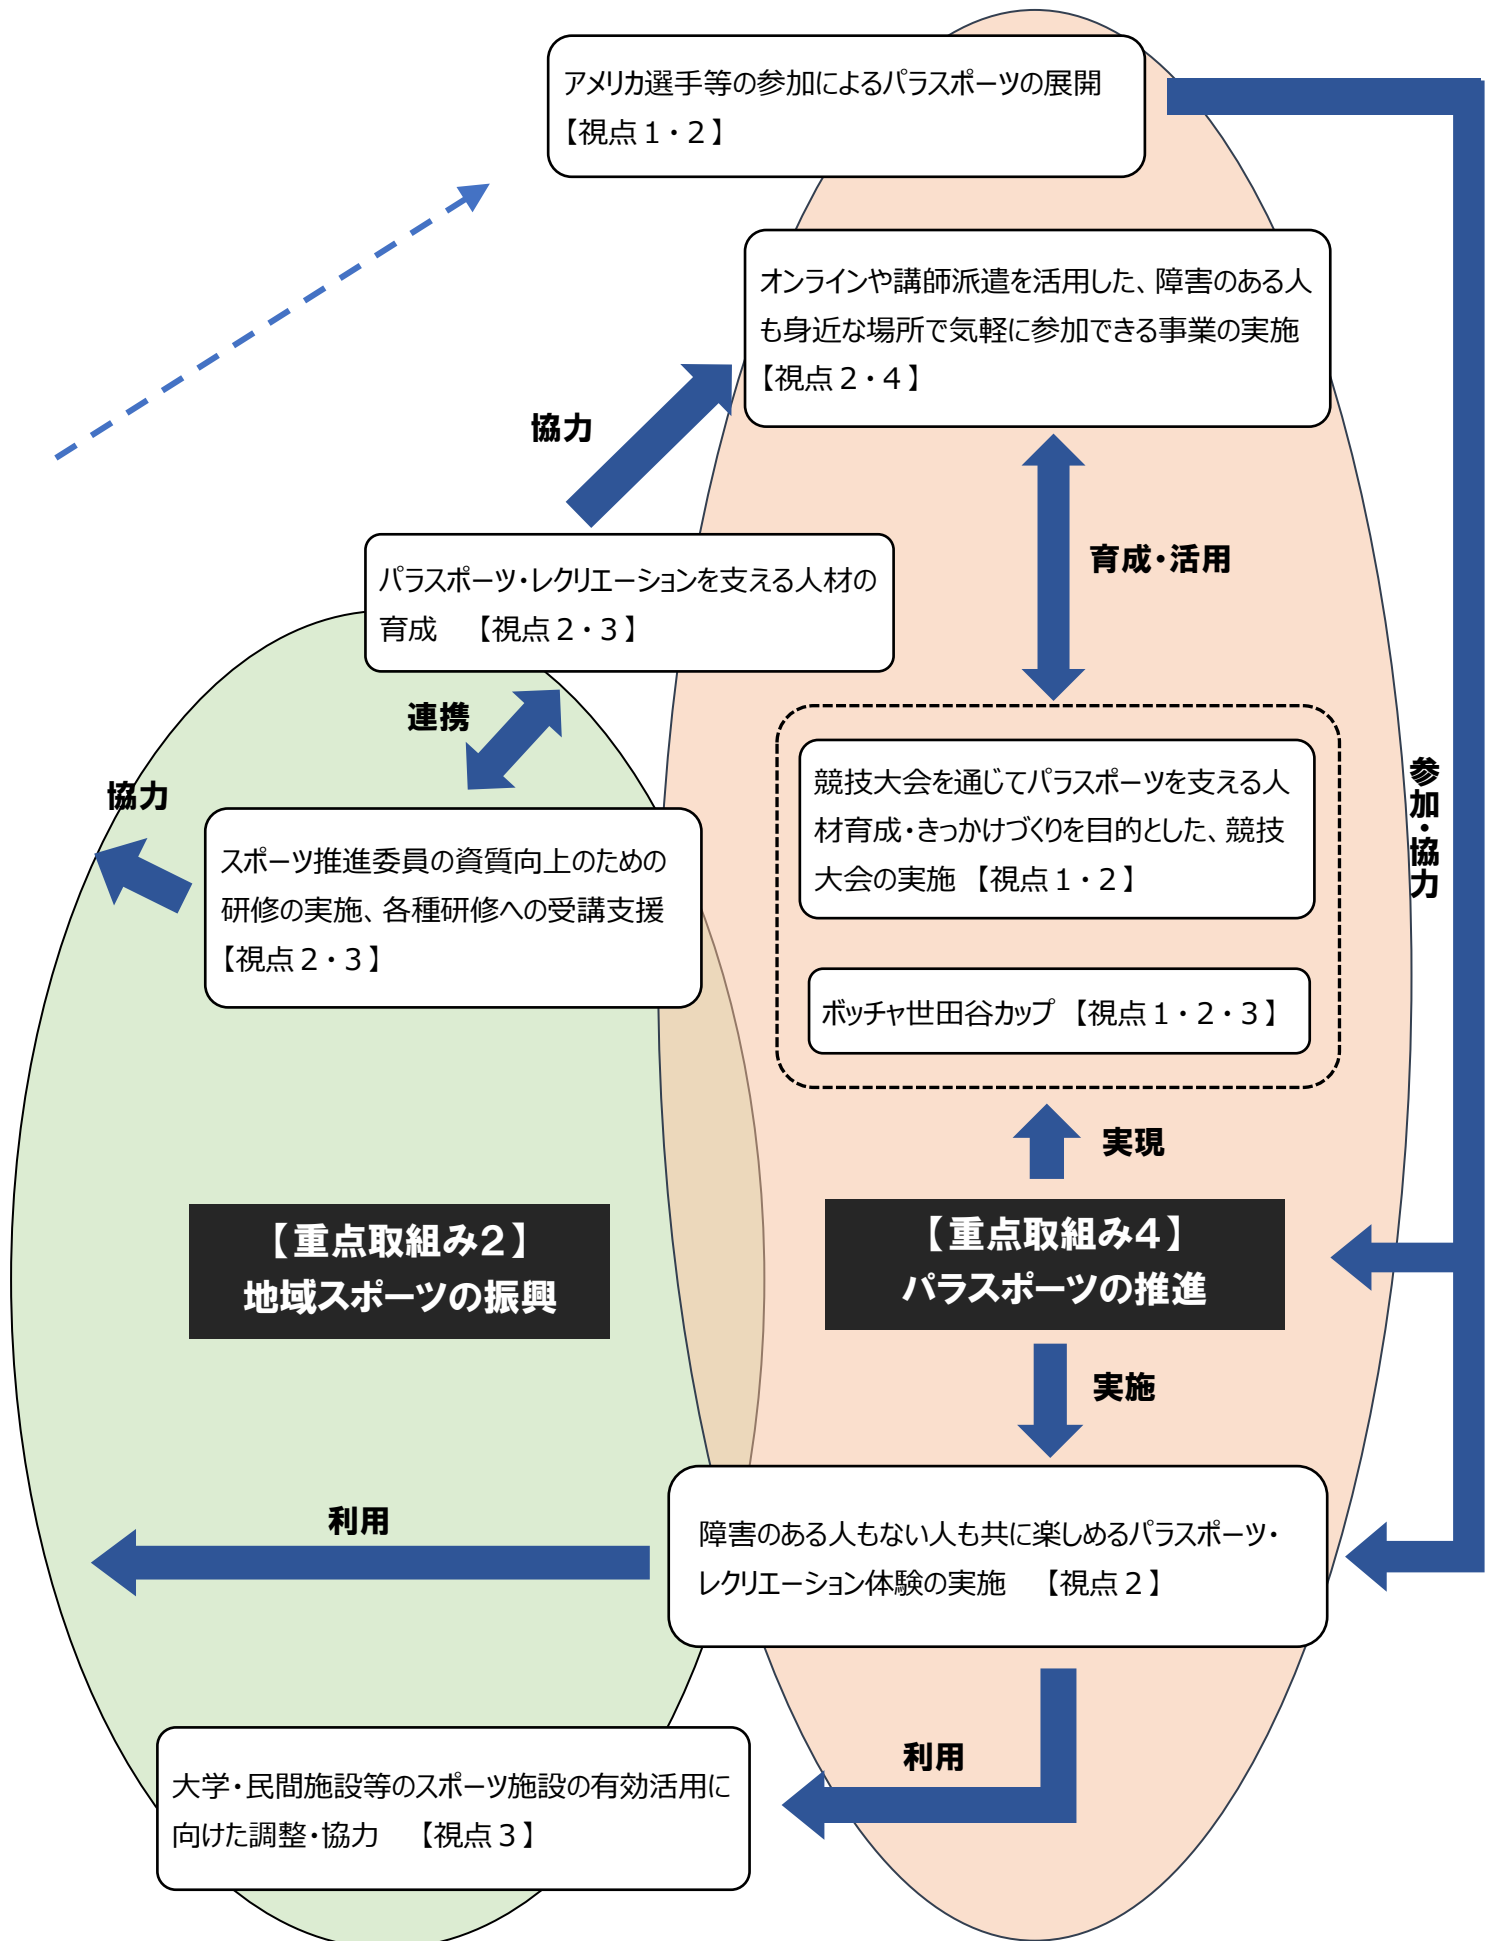 アメリカ選手等の参加によるパラスポーツの展開
【視点１・２】
オンラインや講師派遣を活用した、障害のある人
も身近な場所で気軽に参加できる事業の実施
【視点２・４】
協力
育成・活用
パラスポーツ・レクリエーションを支える人材の
育成　【視点２・３】
連携
協力
スポーツ推進委員の資質向上のための
研修の実施、各種研修への受講支援
【視点２・３】
競技大会を通じてパラスポーツを支える人
材育成・きっかけづくりを目的とした、競技
大会の実施 【視点１・２】
ボッチャ世田谷カップ 【視点１・２・３】
参加・協力
実現
【重点取組み２】
地域スポーツの振興
【重点取組み４】
パラスポーツの推進
実施
利用
障害のある人もない人も共に楽しめるパラスポーツ・
レクリエーション体験の実施　【視点２】
利用
大学・民間施設等のスポーツ施設の有効活用に
向けた調整・協力　【視点３】